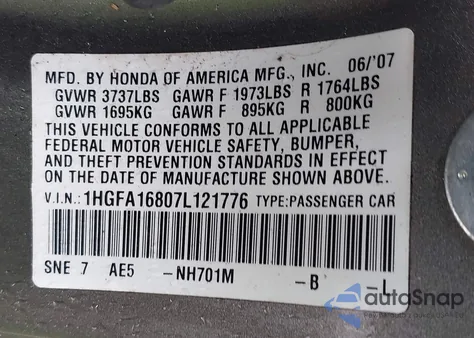 MFD. BY HONDA OF AMERICA MFG., INC. 06/'07
GVWR 3737LBS GAWR F 1973LBS R 1764LBS
GVWR 1695KG GAWR F 895KG R 800KG
THIS VEHICLE CONFORMS TO ALL APPLICABLE
FEDERAL MOTOR VEHICLE SAFETY, BUMPER,
AND THEFT PREVENTION STANDARDS IN EFFECT
ON THE DATE OF MANUFACTURE SHOWN ABOVE.
V.I.N.: 1HGFA16807L121776 TYPE:PASSENGER CAR
SNE 7 AE5 -NH701M -B -L
autoSnap